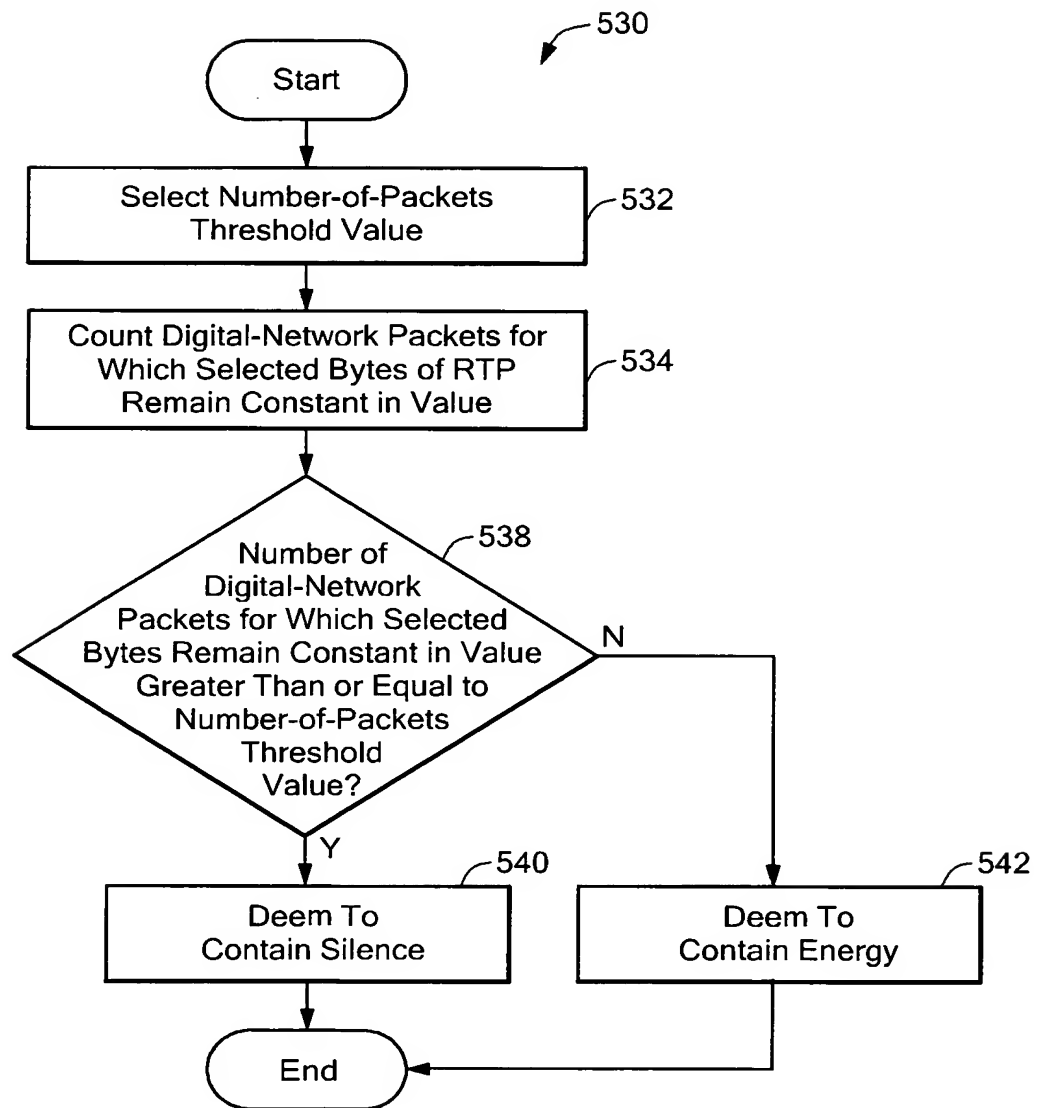 530
Start
Select Number-of-Packets
Threshold Value
532
Count Digital-Network Packets for
Which Selected Bytes of RTP
Remain Constant in Value
534
538
Number of
Digital-Network
Packets for Which Selected
Bytes Remain Constant in Value
Greater Than or Equal to
Number-of-Packets
Threshold
Value?
N
Y
540
Deem To
Contain Silence
542
Deem To
Contain Energy
End